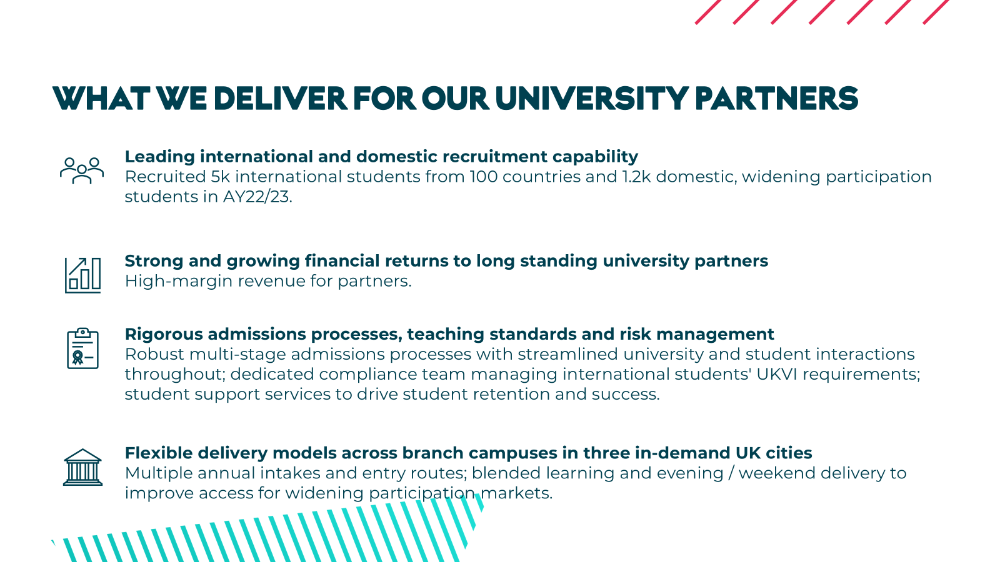 WHAT WE DELIVER FOR OUR UNIVERSITY PARTNERS
Leading international and domestic recruitment capability
Recruited 5k international students from 100 countries and 1.2k domestic, widening participation
students in AY22/23.
Strong and growing financial returns to long standing university partners
High-margin revenue for partners.
Rigorous admissions processes, teaching standards and risk management
Robust multi-stage admissions processes with streamlined university and student interactions
throughout; dedicated compliance team managing international students' UKVI requirements;
student support services to drive student retention and success.
Flexible delivery models across branch campuses in three in-demand UK cities
Multiple annual intakes and entry routes; blended learning and evening / weekend delivery to
improve access for widening participation markets.